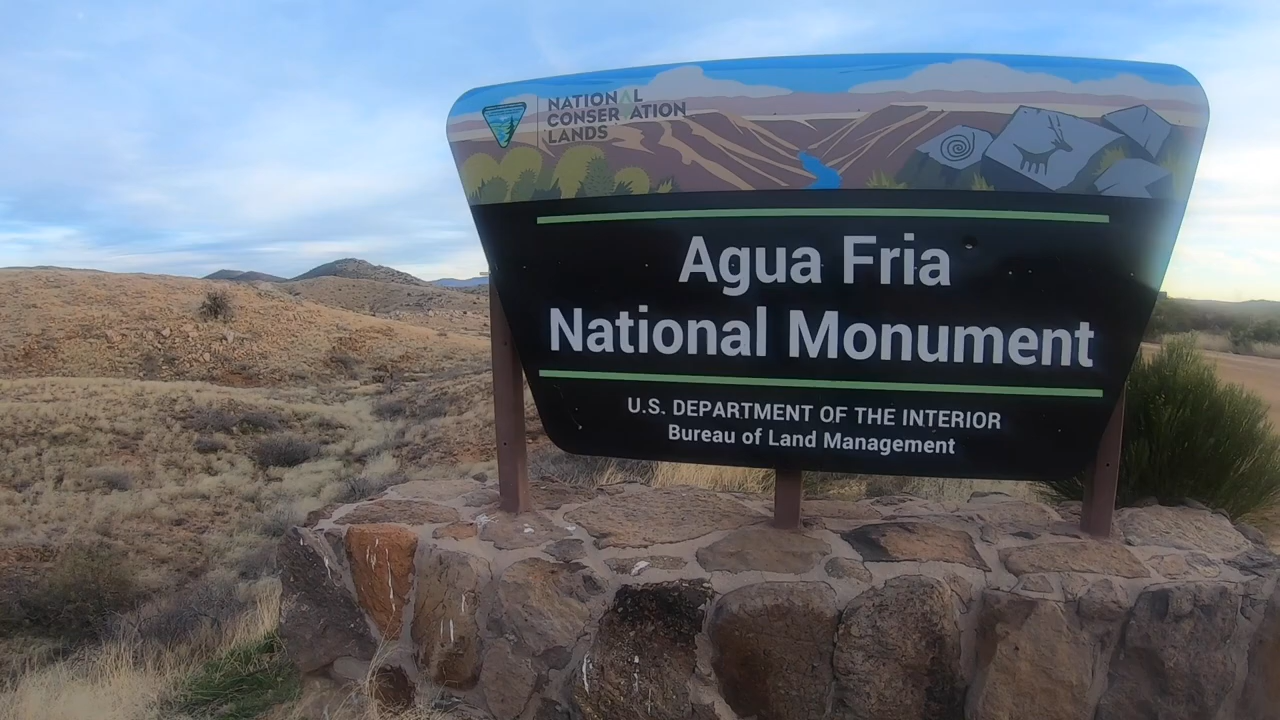 NATIONAL
CONSERVATION
LANDS
Agua Fria
National Monument
U.S. DEPARTMENT OF THE INTERIOR
Bureau of Land Management